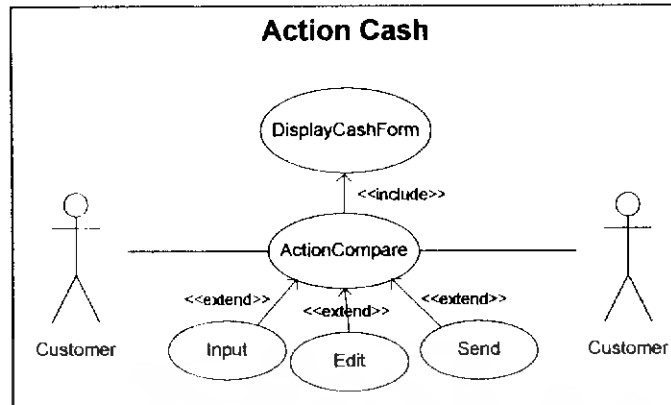 Action Cash
DisplayCashForm
<<include>>
ActionCompare
<<extend>>
<<extend>>
<<extend>>
Customer
Input
Edit
Send
Customer